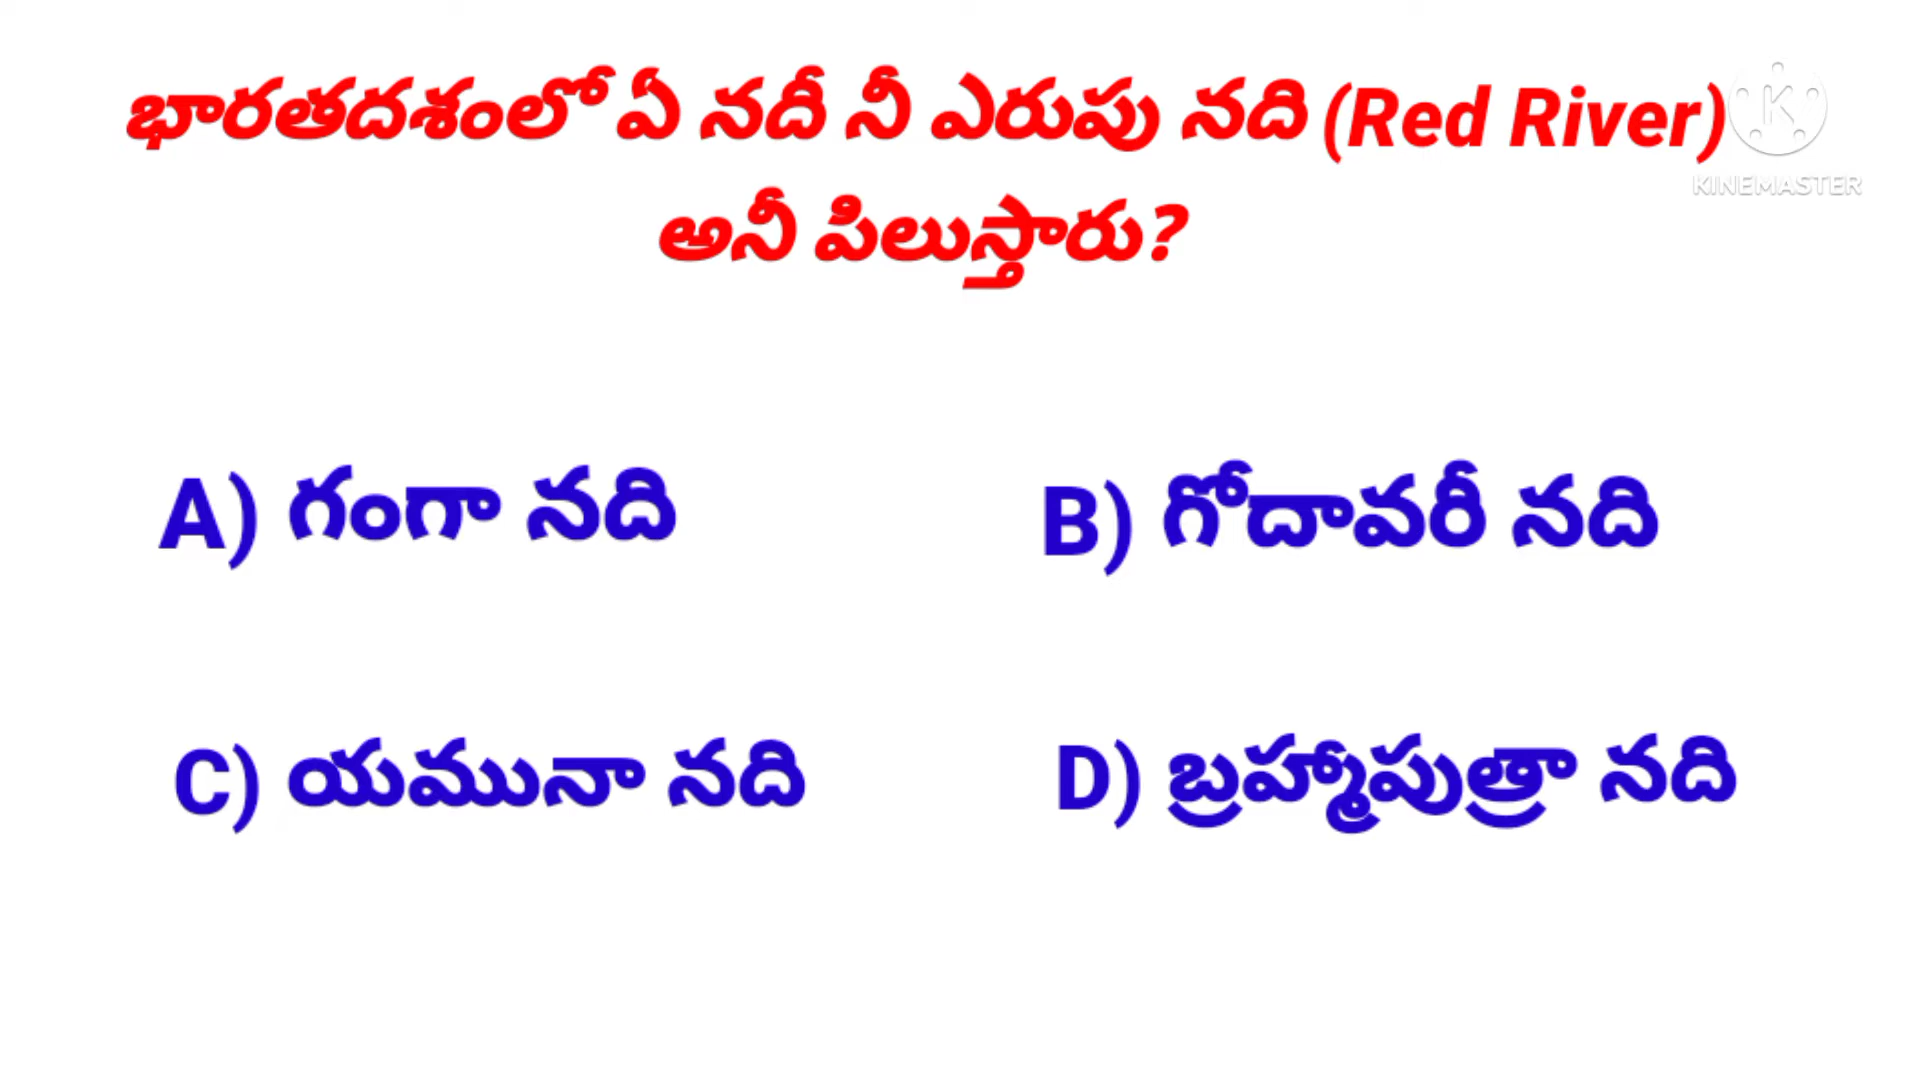 భారతదశంలో ఏ నదీ నీ ఎరుపు నది (Red River)
అనీ పిలుస్తారు?
KINEMASTER
A) గంగా నది
B) గోదావరీ నది
C) యమునా నది
D) బ్రహ్మాపుత్రా నది